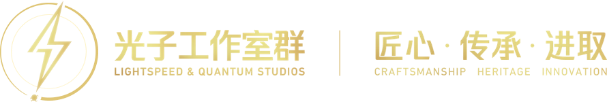 光子工作室群
LIGHTSPEED & QUANTUM STUDIOS
匠心·传承·进取
CRAFTSMANSHIP HERITAGE INNOVATION